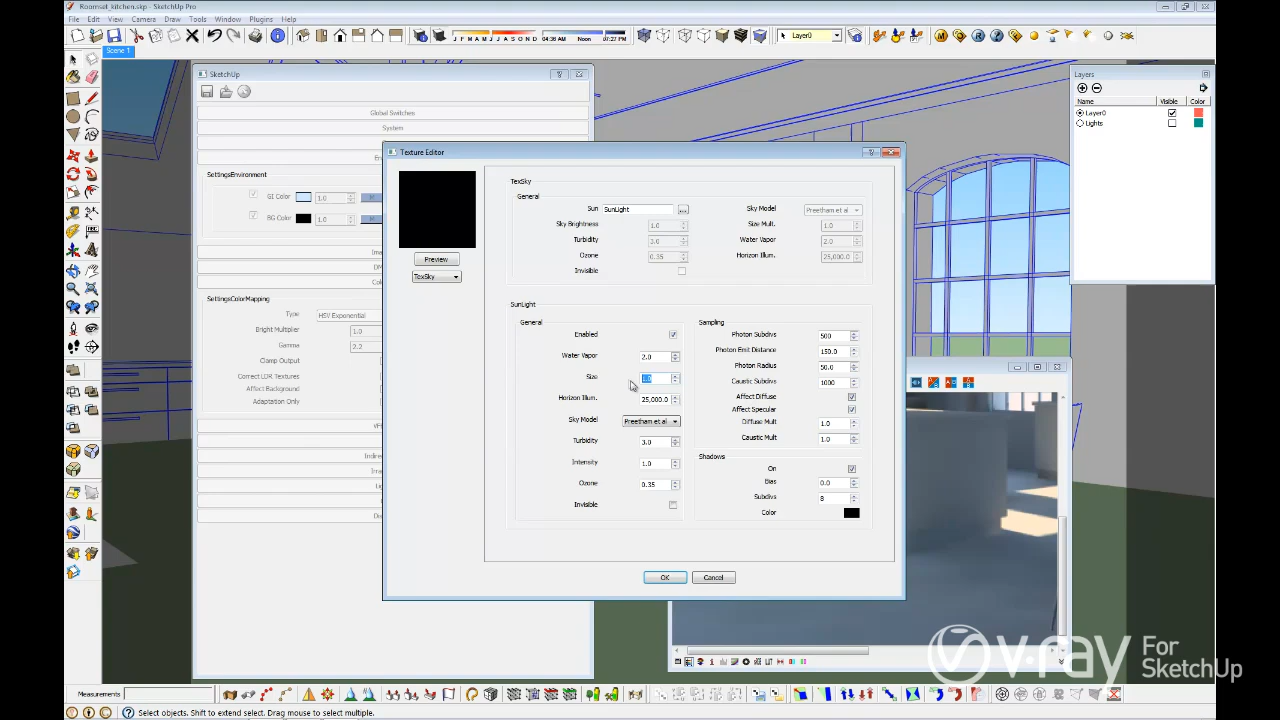 Roomsel_kitchen.skp - SketchUp Pro
File Edit View Camera Draw Tools Window Plugins Help
J F M A M J J A S O N D 04:36 AM Noon 07:27 PM Layer0
Scene 1
SketchUp
Global Switches
System
SettingsEnvironment
GI Color 1.0 M
BG Color 1.0 M
SettingsColorMapping
Type HSV Exponential
Bright Multiplier 1.0
Gamma 2.2
Clamp Output
Correct LDR Textures
Affect Background
Adaptation Only
Texture Editor
Preview
TexSky
TexSky
General
Sun SunLight ... Sky Model Preetham et al
Sky Brightness 1.0 Size Mult. 1.0
Turbidity 3.0 Water Vapor 2.0
Ozone 0.35 Horizon Illum. 25,000.0
Invisible
SunLight
General
Enabled
Water Vapor 2.0
Size
Horizon Illum. 25,000.0
Sky Model Preetham et al
Turbidity 3.0
Intensity 1.0
Ozone 0.35
Invisible
Sampling
Photon Subdivs 500
Photon Emit Distance 150.0
Photon Radius 50.0
Caustic Subdivs 1000
Affect Diffuse
Affect Specular
Diffuse Mult 1.0
Caustic Mult 1.0
Shadows
On
Bias 0.0
Subdivs 8
Color
OK Cancel
Layers
Name Visible Color
Layer0
Lights
v·ray For SketchUp
Measurements
Select objects. Shift to extend select. Drag mouse to select multiple.